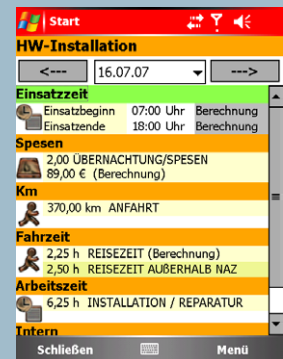 Start
HW-Installation
<--- 16.07.07 --->
Einsatzzeit
Einsatzbeginn 07:00 Uhr Berechnung
Einsatzende 18:00 Uhr Berechnung
Spesen
2,00 ÜBERNACHTUNG/SPESEN
89,00 € (Berechnung)
Km
370,00 km ANFAHRT
Fahrzeit
2,25 h REISEZEIT (Berechnung)
2,50 h REISEZEIT AUßERHALB NAZ
Arbeitszeit
6,25 h INSTALLATION / REPARATUR
Intern
Schließen Menü